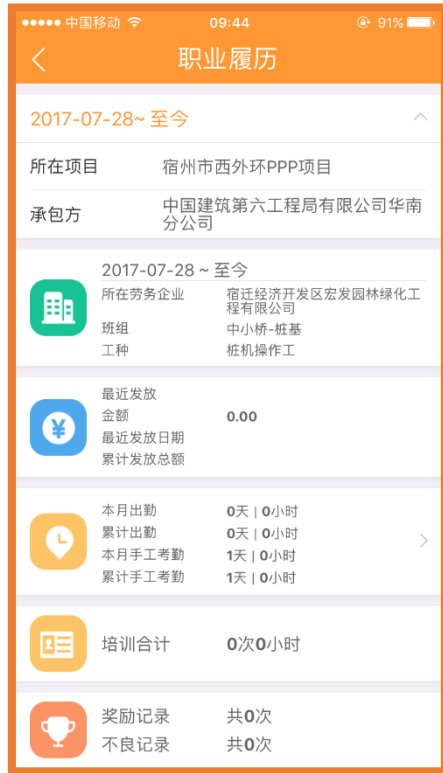 中国移动 09:44 91%
职业履历
2017-07-28~ 至今
所在项目 宿州市西外环PPP项目
承包方 中国建筑第六工程局有限公司华南
分公司
2017-07-28 ~ 至今
所在劳务企业 宿迁经济开发区宏发园林绿化工
程有限公司
班组 中小桥-桩基
工种 桩机操作工
最近发放
金额 0.00
最近发放日期
累计发放总额
本月出勤 0天 | 0小时
累计出勤 0天 | 0小时
本月手工考勤 1天 | 0小时
累计手工考勤 1天 | 0小时
培训合计 0次0小时
奖励记录 共0次
不良记录 共0次